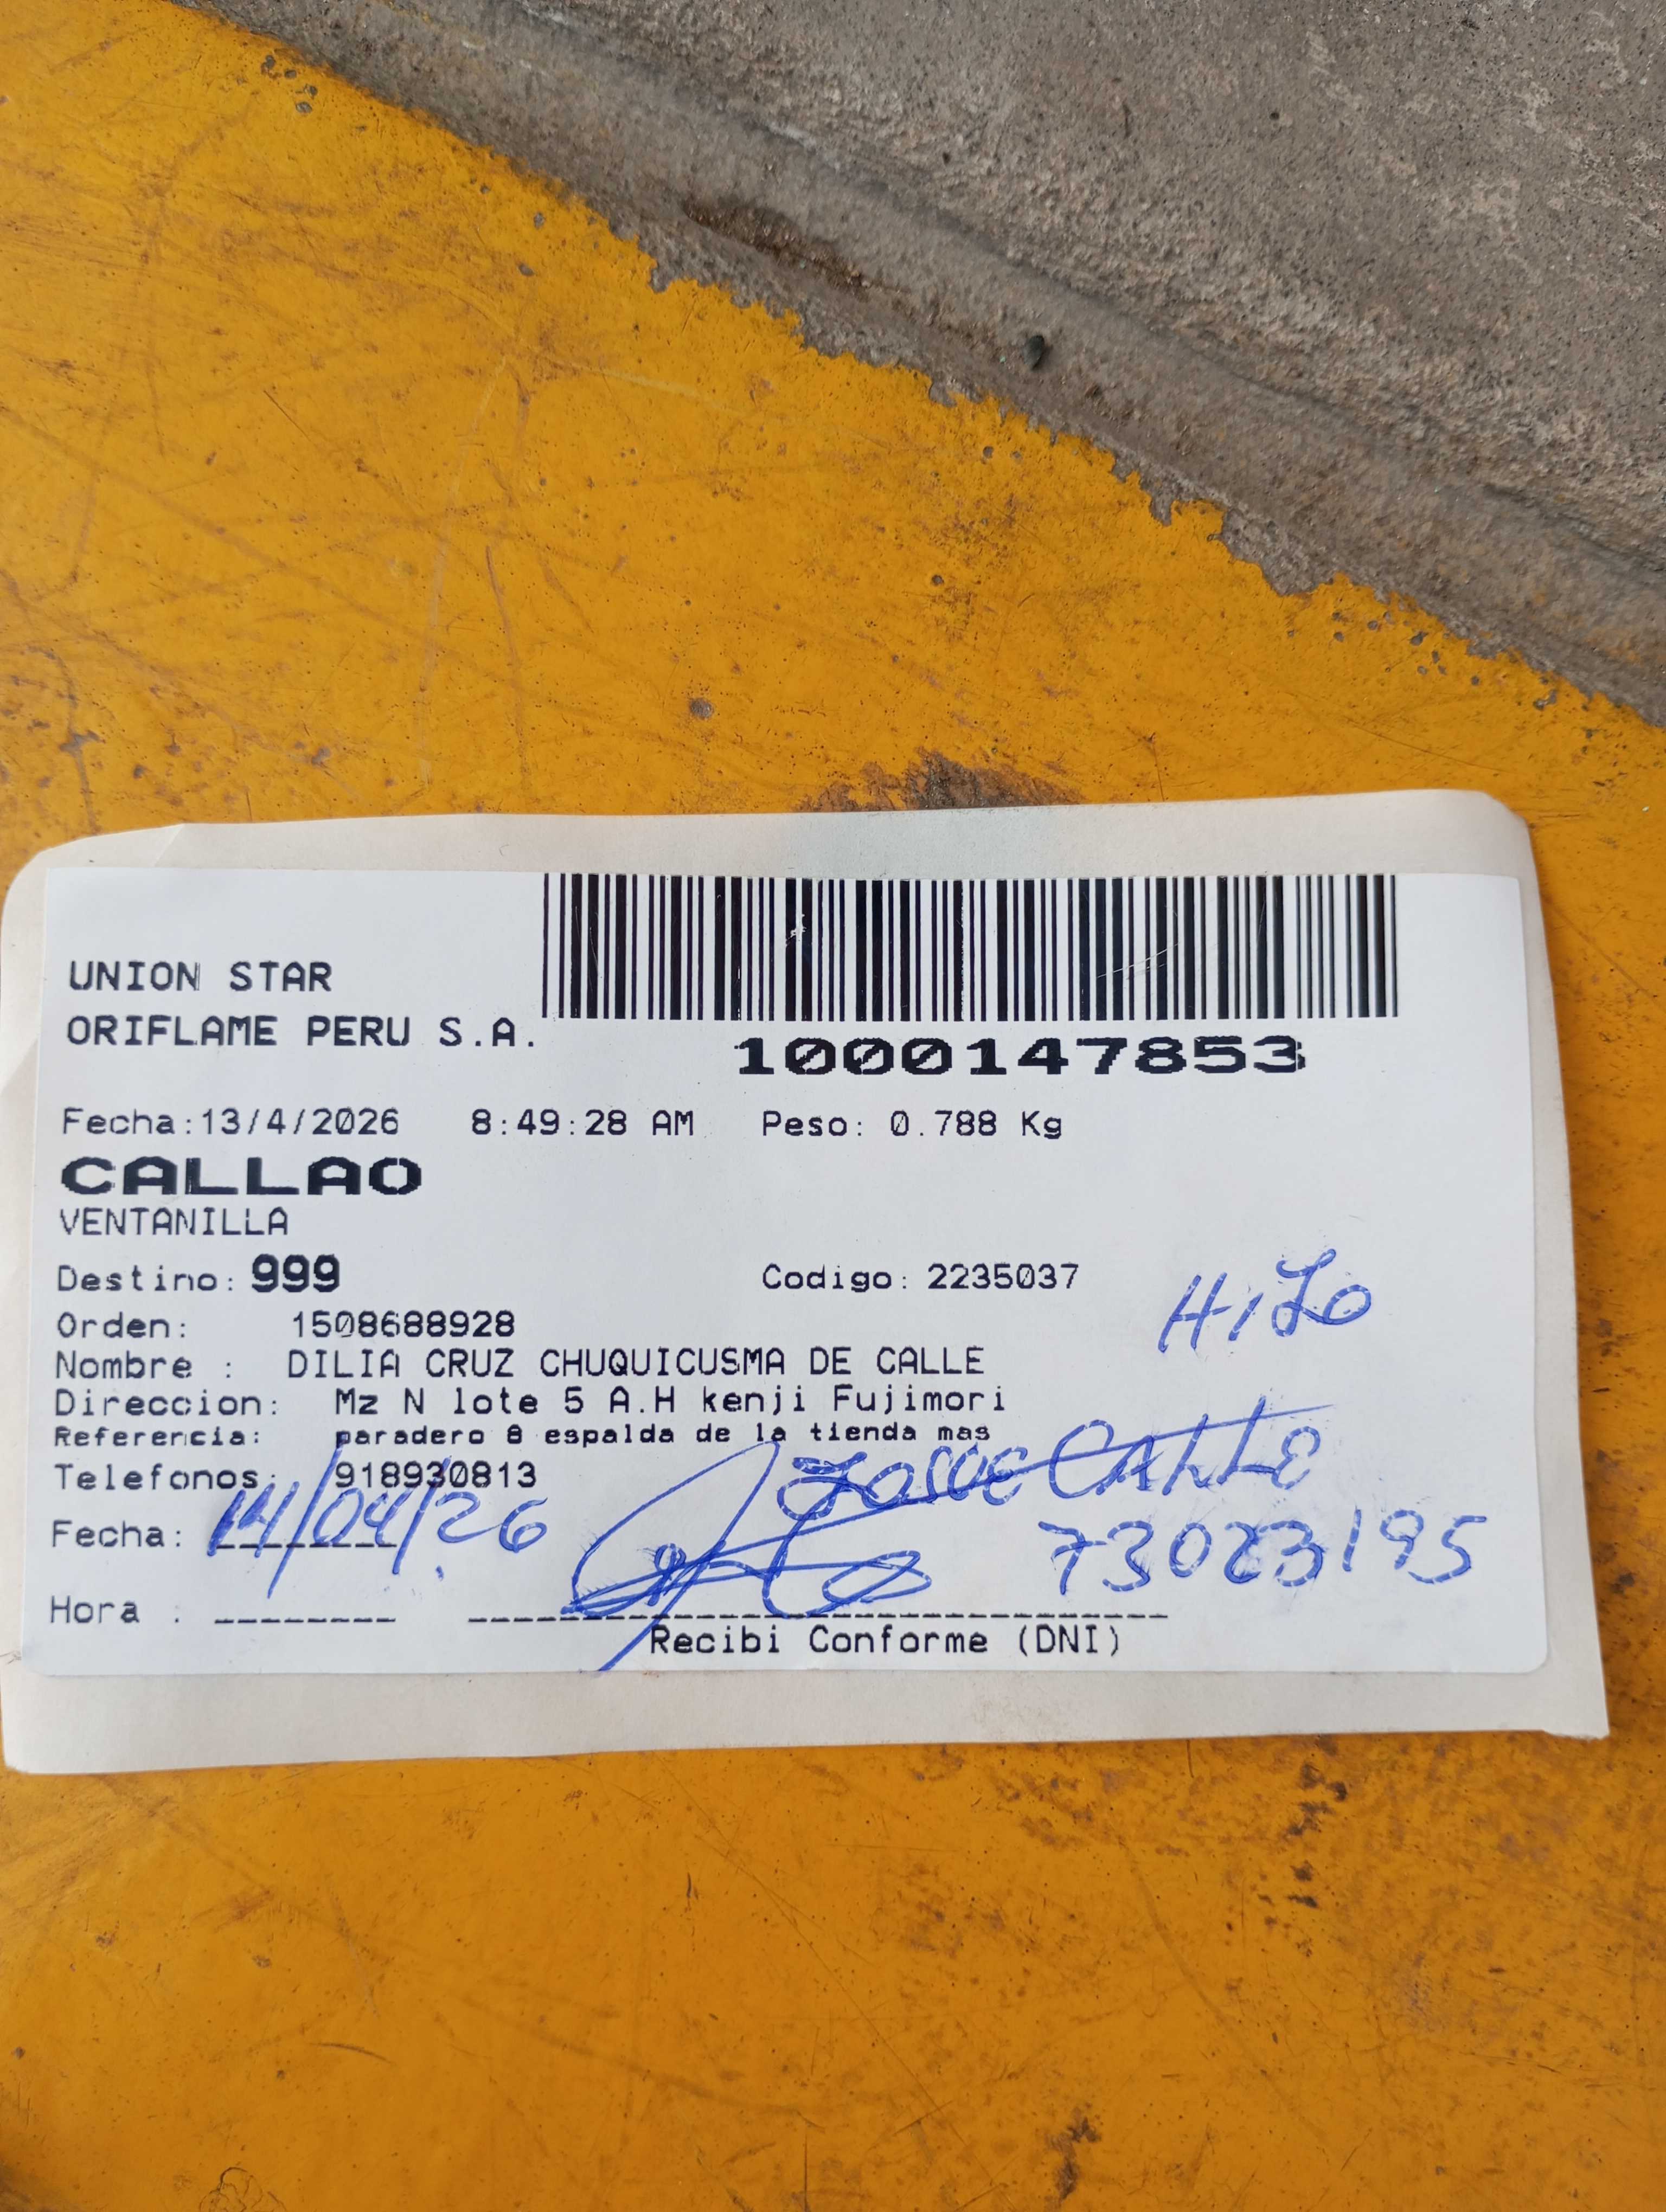 UNION STAR
ORIFLAME PERU S.A.
1000147853
Fecha:13/4/2026 8:49:28 AM Peso: 0.788 Kg
CALLAO
VENTANILLA
Destino: 999 Codigo: 2235037
HiJo
Orden: 1508688928
Nombre : DILIA CRUZ CHUQUICUSMA DE CALLE
Direccion: Mz N lote 5 A.H kenji Fujimori
Referencia: paradero 8 espalda de la tienda mas
Telefonos: 918930813
JOSUE CALLE
Fecha: 14/04/26
73023195
Hora :
Recibi Conforme (DNI)